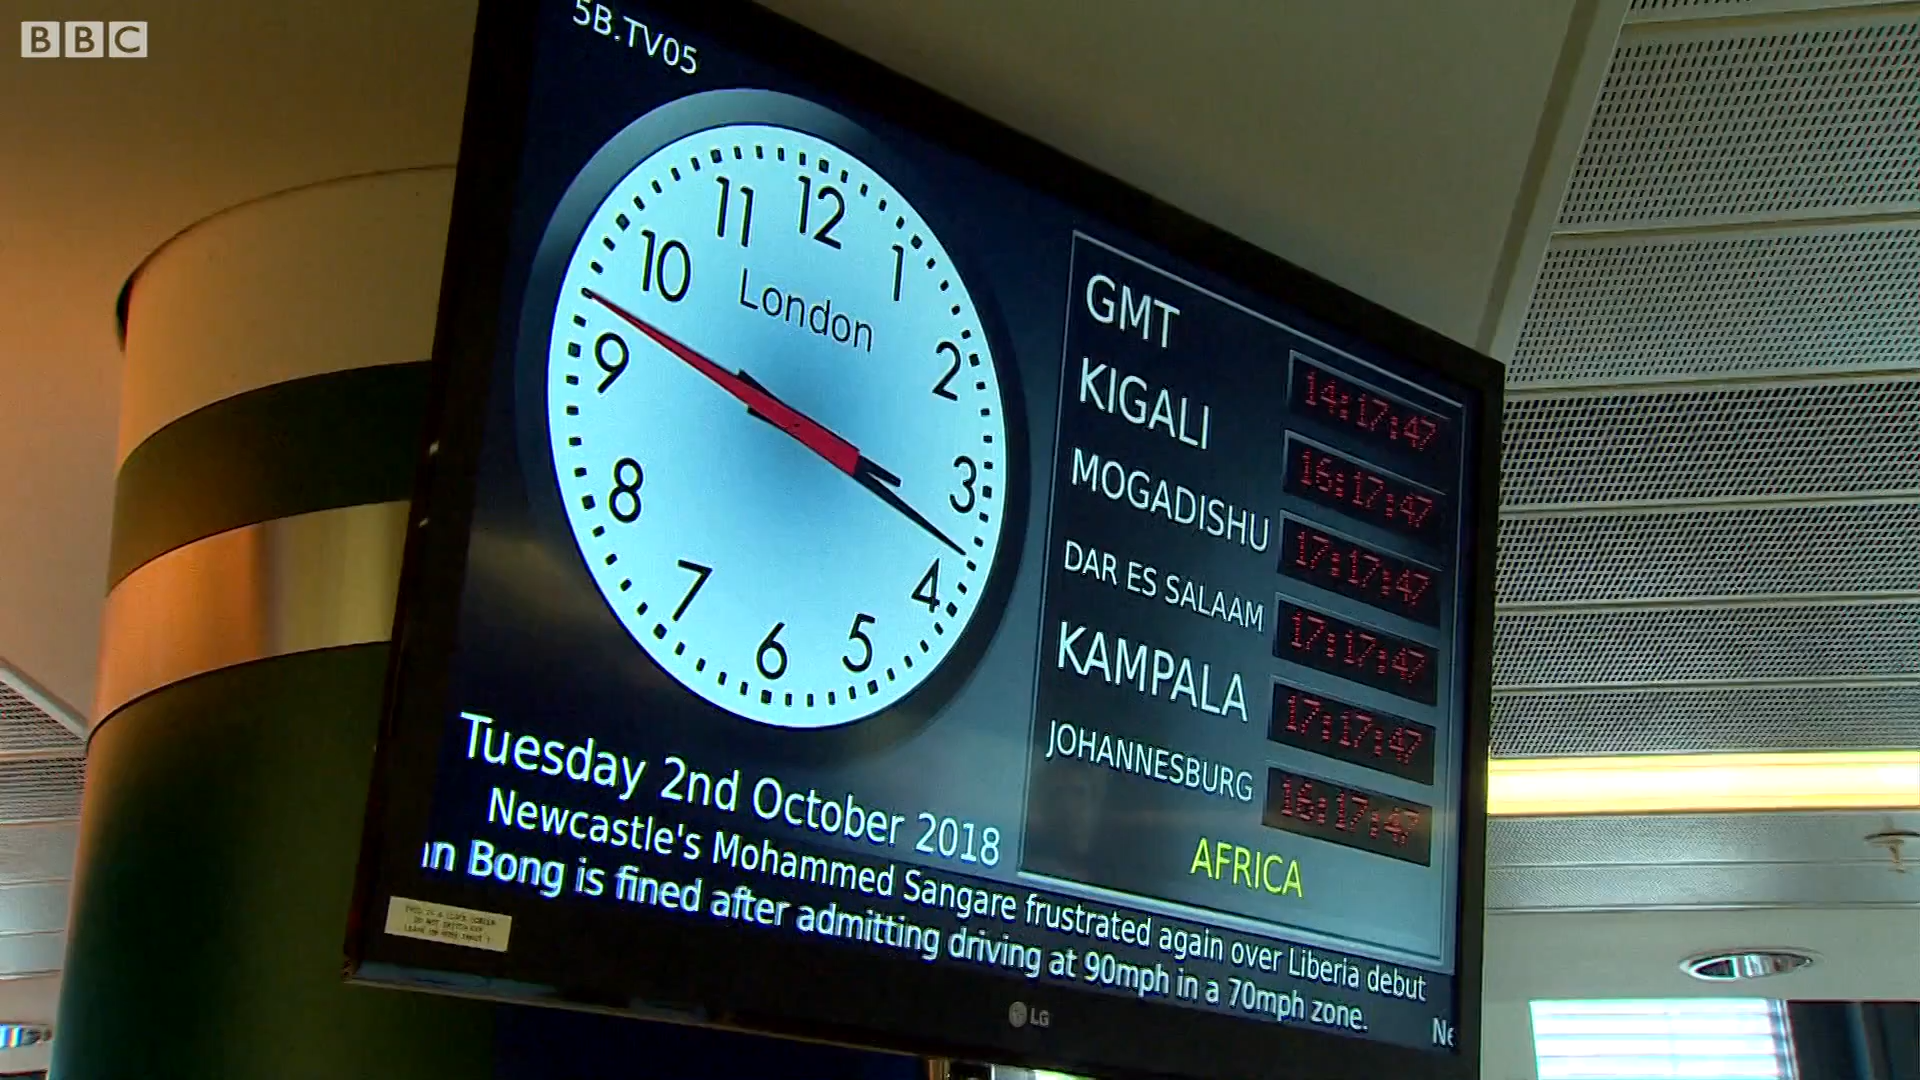 BBC
5B.TV05
12
1
2
3
4
5
6
7
8
9
10
11
London
GMT 14:17:47
KIGALI 16:17:47
MOGADISHU 17:17:47
DAR ES SALAAM 17:17:47
KAMPALA 17:17:47
JOHANNESBURG 16:17:47
AFRICA
Tuesday 2nd October 2018
Newcastle's Mohammed Sangare frustrated again over Liberia debut
Bong is fined after admitting driving at 90mph in a 70mph zone.
LG